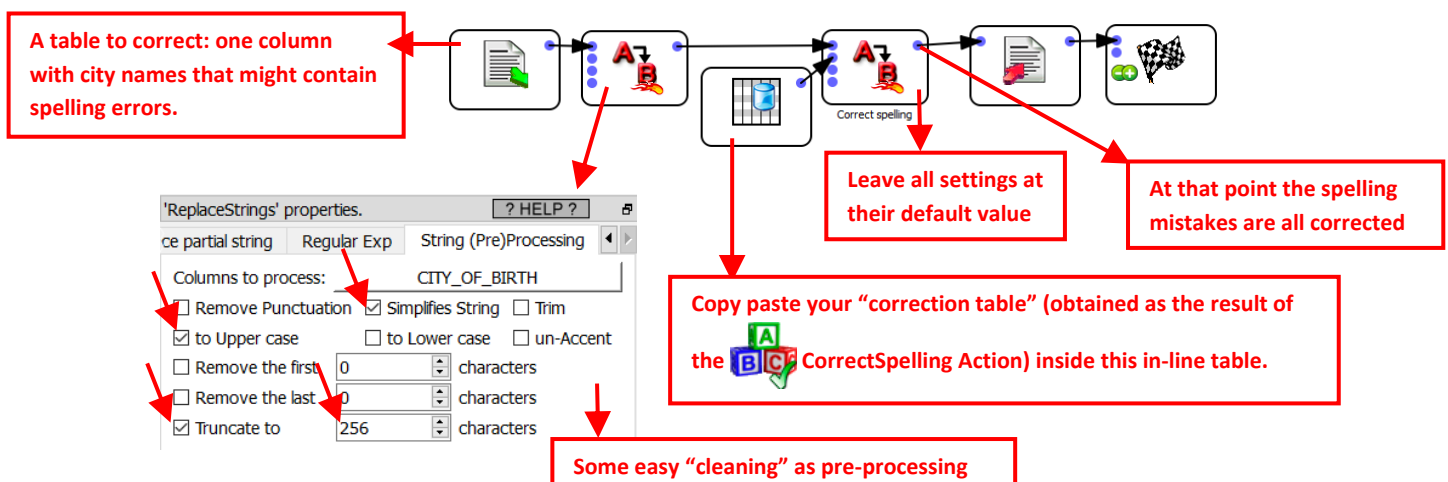 A table to correct: one column
with city names that might contain
spelling errors.
A
B
A
B
Correct spelling
Leave all settings at
their default value
At that point the spelling
mistakes are all corrected
'ReplaceStrings' properties. ? HELP ?
ce partial string Regular Exp String (Pre)Processing
Columns to process: CITY_OF_BIRTH
Remove Punctuation Simplifies String Trim
to Upper case to Lower case un-Accent
Remove the first 0 characters
Remove the last 0 characters
Truncate to 256 characters
Copy paste your “correction table” (obtained as the result of
the A B C CorrectSpelling Action) inside this in-line table.
Some easy “cleaning” as pre-processing